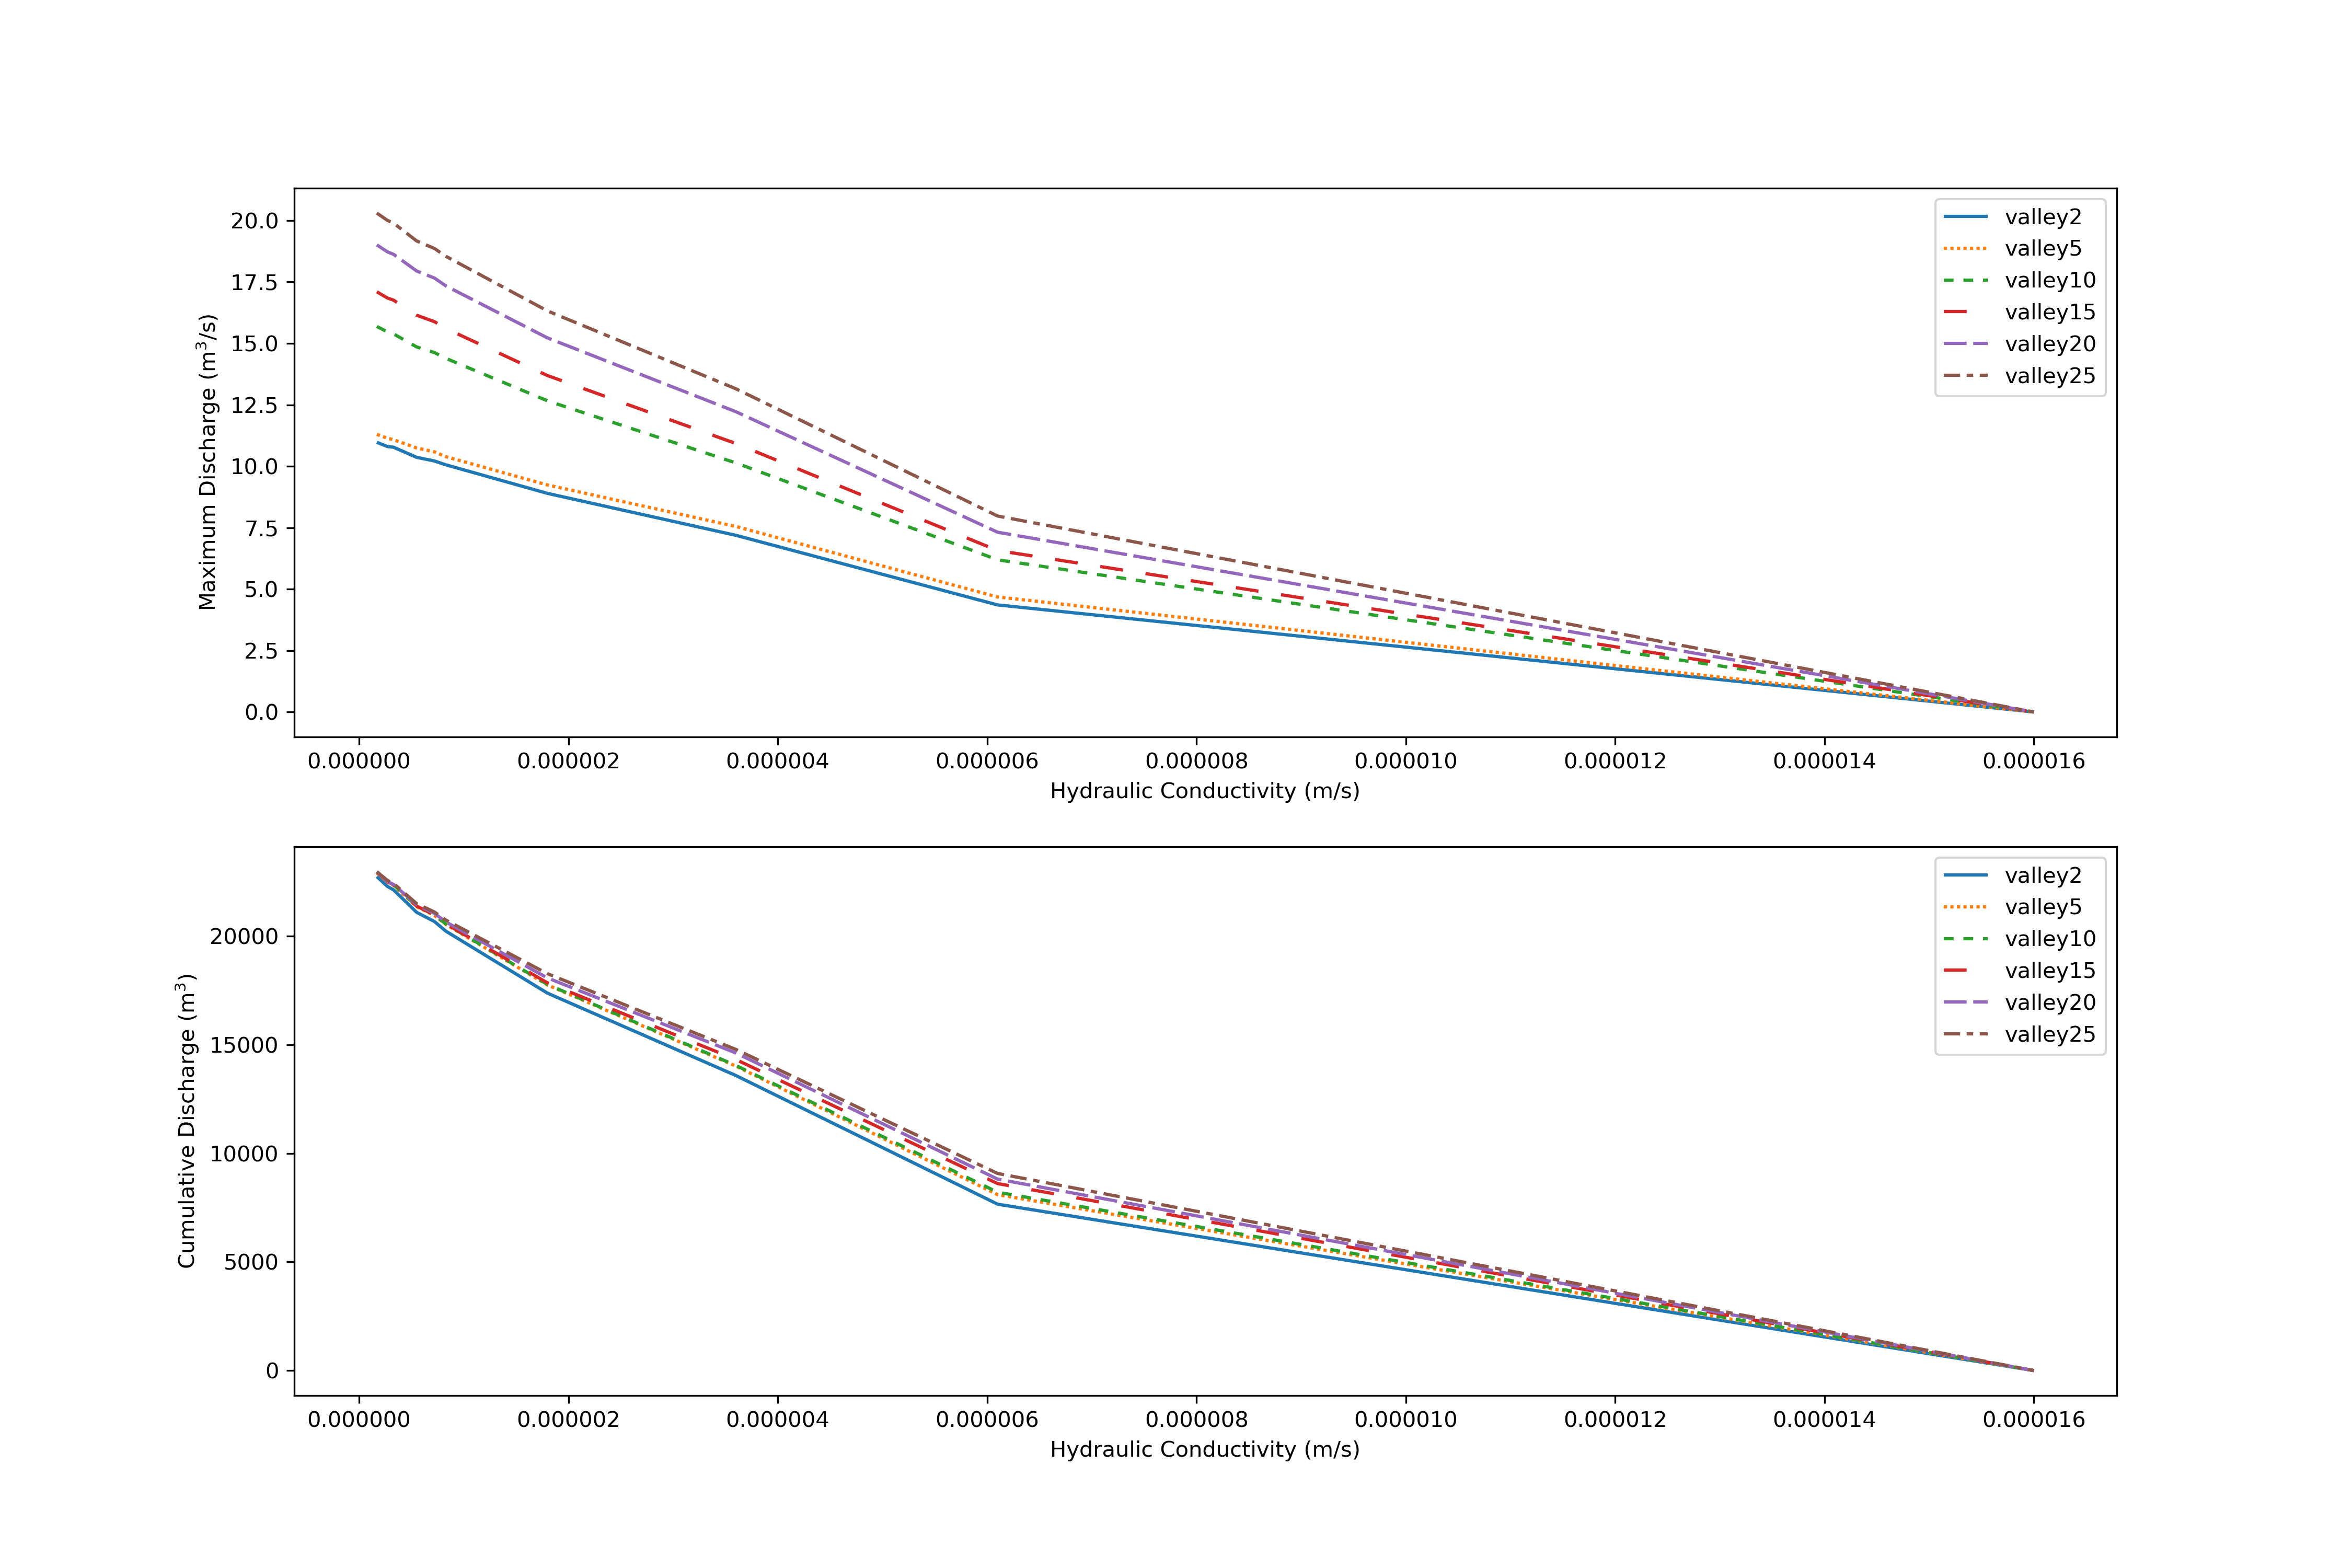 20.0
17.5
15.0
12.5
10.0
7.5
5.0
2.5
0.0
Maximum Discharge (m³/s)
valley2
valley5
valley10
valley15
valley20
valley25
0.000000 0.000002 0.000004 0.000006 0.000008 0.000010 0.000012 0.000014 0.000016
Hydraulic Conductivity (m/s)
20000
15000
10000
5000
0
Cumulative Discharge (m³)
valley2
valley5
valley10
valley15
valley20
valley25
0.000000 0.000002 0.000004 0.000006 0.000008 0.000010 0.000012 0.000014 0.000016
Hydraulic Conductivity (m/s)